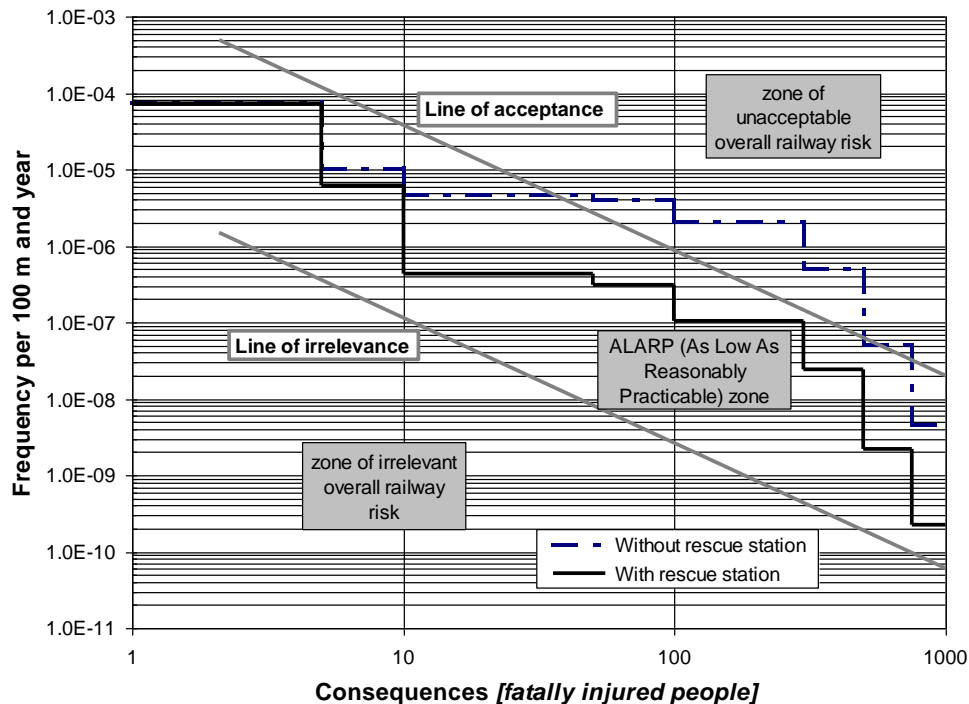 1.0E-03
1.0E-04
1.0E-05
1.0E-06
1.0E-07
1.0E-08
1.0E-09
1.0E-10
1.0E-11
Frequency per 100 m and year
Line of acceptance
zone of
unacceptable
overall railway risk
Line of irrelevance
ALARP (As Low As
Reasonably
Practicable) zone
zone of irrelevant
overall railway
risk
Without rescue station
With rescue station
1 10 100 1000
Consequences [fatally injured people]